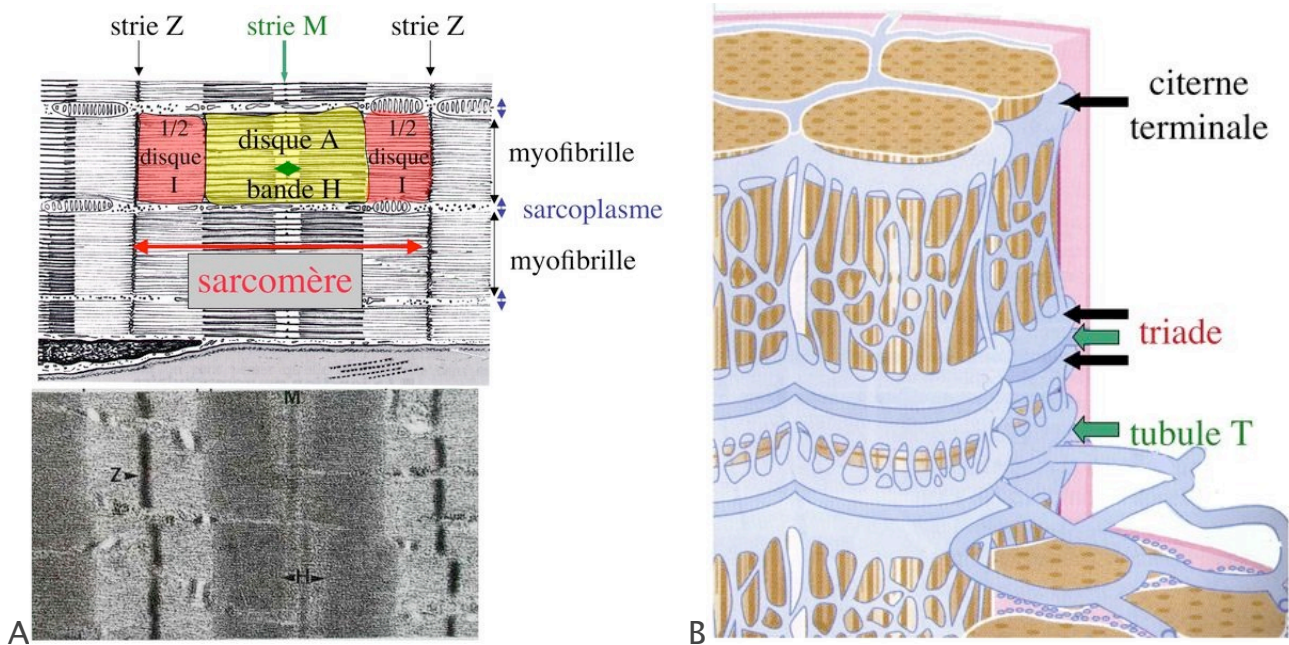 strie Z
strie M
strie Z
1/2
disque
I
disque A
bande H
1/2
disque
I
myofibrille
sarcoplasme
sarcomère
myofibrille
M
Z
H
A
citerne
terminale
triade
tubule T
B